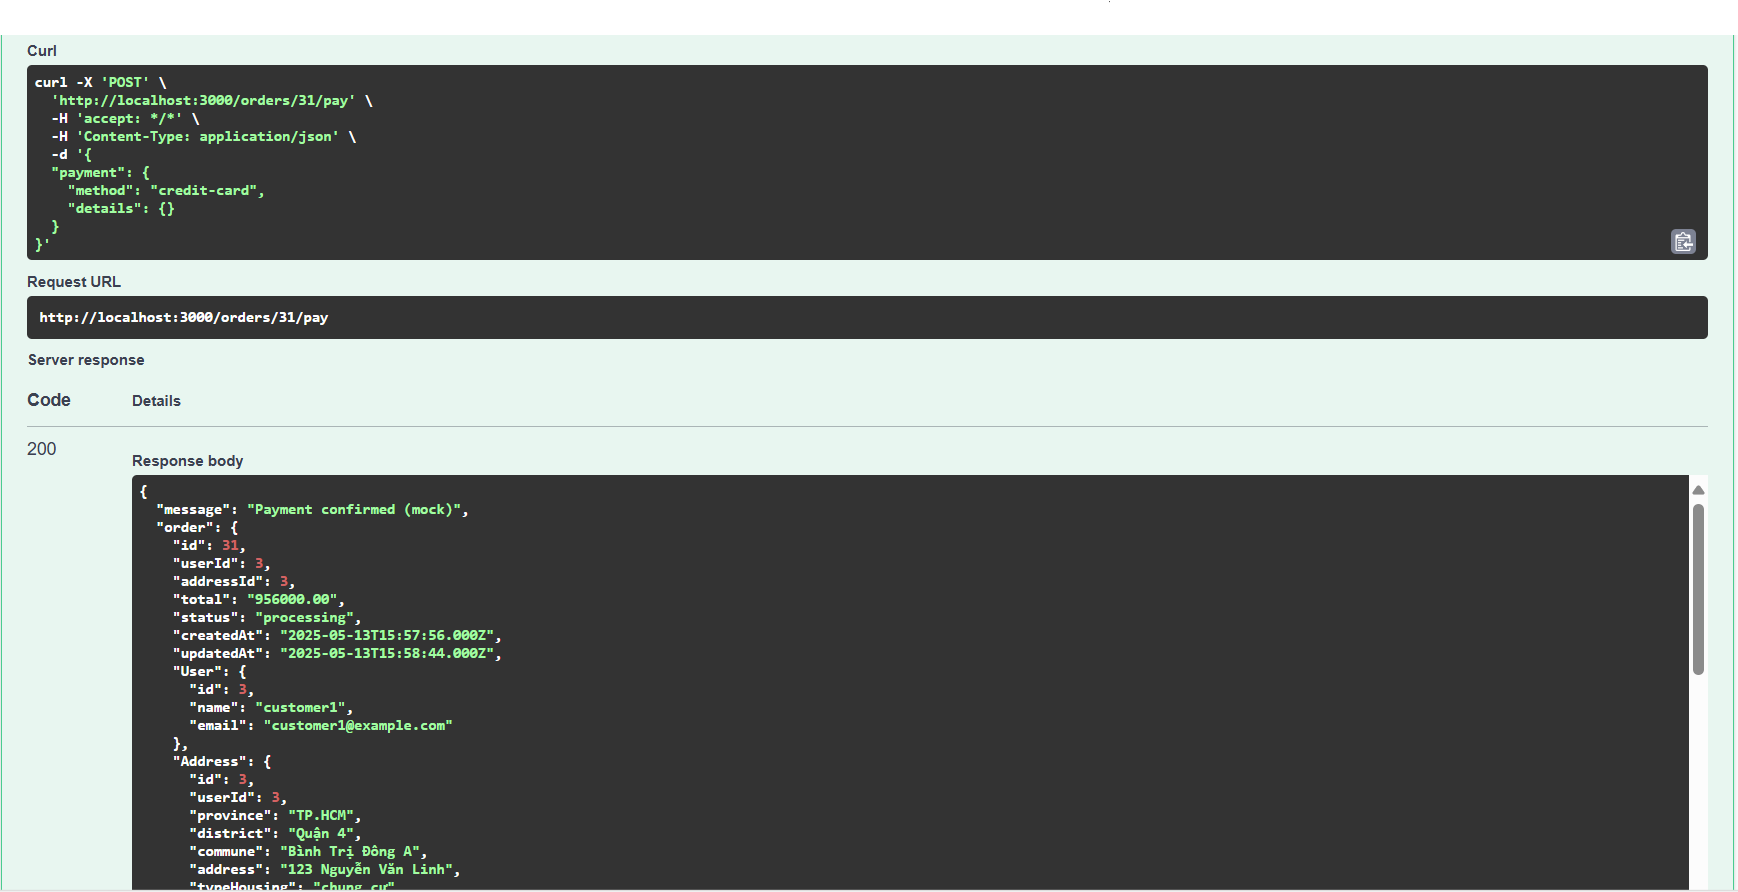 Curl
curl -X 'POST' \
  'http://localhost:3000/orders/31/pay' \
  -H 'accept: */*' \
  -H 'Content-Type: application/json' \
  -d '{
  "payment": {
    "method": "credit-card",
    "details": {}
  }
}'
Request URL
http://localhost:3000/orders/31/pay
Server response
Code Details
200
Response body
{
  "message": "Payment confirmed (mock)",
  "order": {
    "id": 31,
    "userId": 3,
    "addressId": 3,
    "total": "956000.00",
    "status": "processing",
    "createdAt": "2025-05-13T15:57:56.000Z",
    "updatedAt": "2025-05-13T15:58:44.000Z",
    "User": {
      "id": 3,
      "name": "customer1",
      "email": "customer1@example.com"
    },
    "Address": {
      "id": 3,
      "userId": 3,
      "province": "TP.HCM",
      "district": "Quận 4",
      "commune": "Bình Trị Đông A",
      "address": "123 Nguyễn Văn Linh",
      "typeHousing": "chung cư"